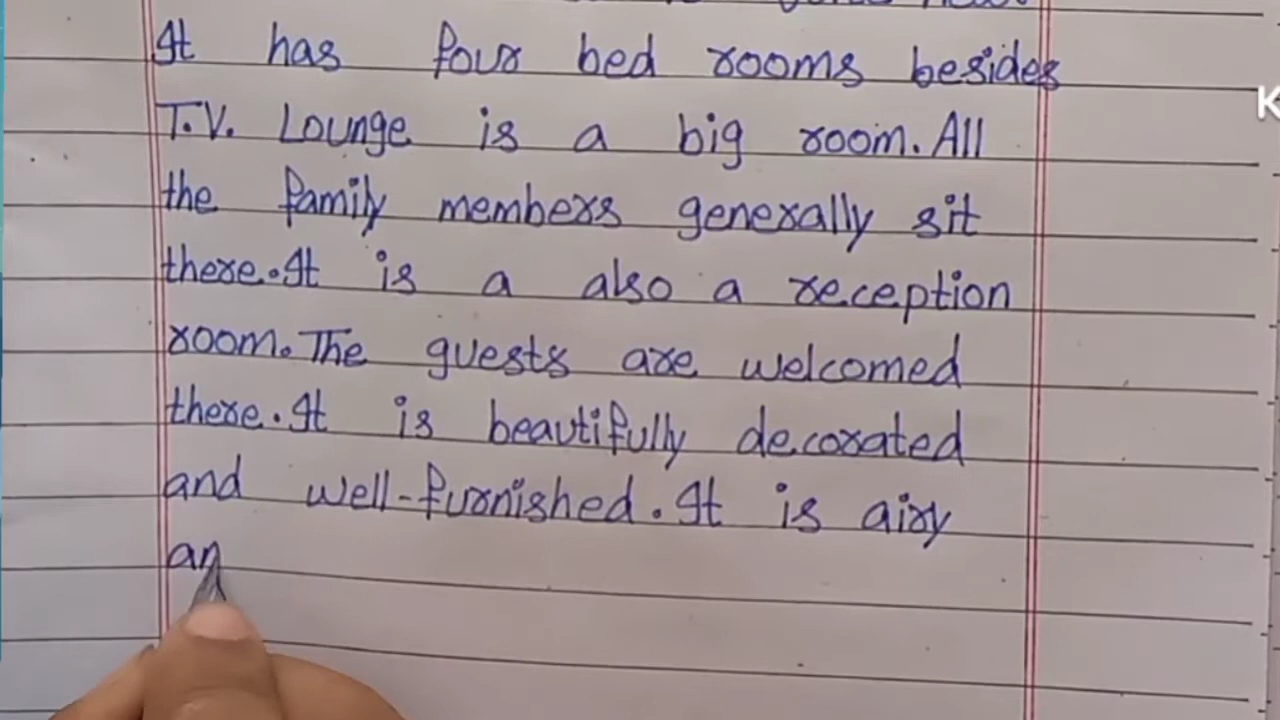 It has four bed rooms besides
T.V. Lounge is a big room. All
the family members generally sit
there. It is a also a reception
room. The guests are welcomed
there. It is beautifully decorated
and well-furnished. It is airy
an
K